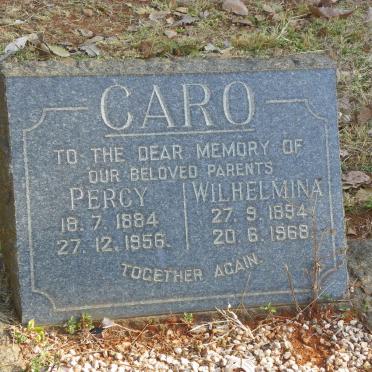 CARO
TO THE DEAR MEMORY OF
OUR BELOVED PARENTS
PERCY WILHELMINA
18.7.1884 27.9.1894
27.12.1956. 20.6.1968
TOGETHER AGAIN.